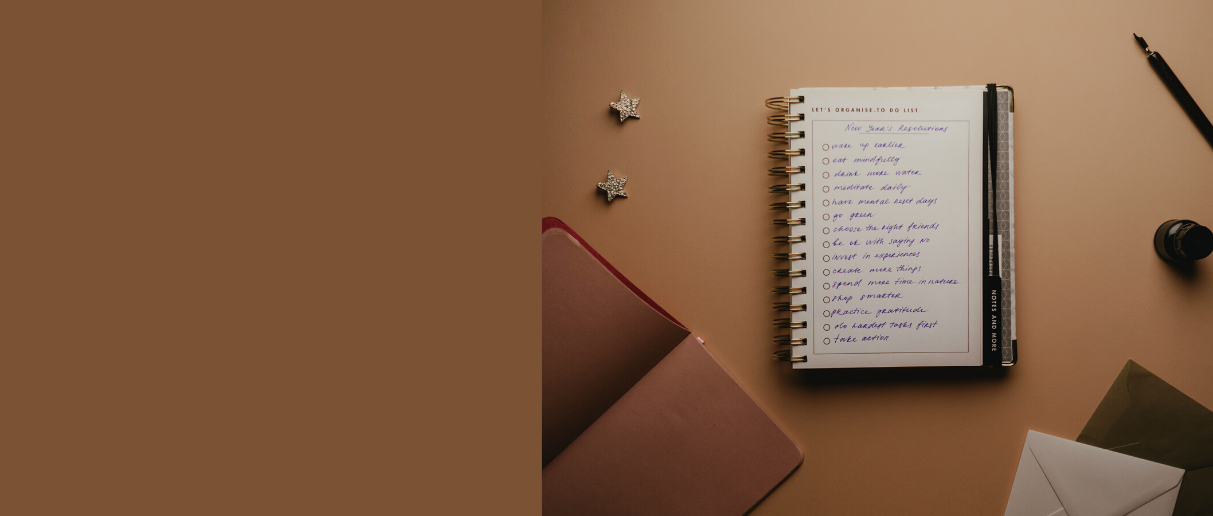 LET'S ORGANISE.TO DO LIST
New Year's Resolutions
wake up earlier
eat mindfully
drink more water
meditate daily
have mental reset days
go green
choose the right friends
be ok with saying no
invest in experiences
create more things
spend more time in nature
shop smarter
practice gratitude
do hardest tasks first
take action
NOTES AND MORE